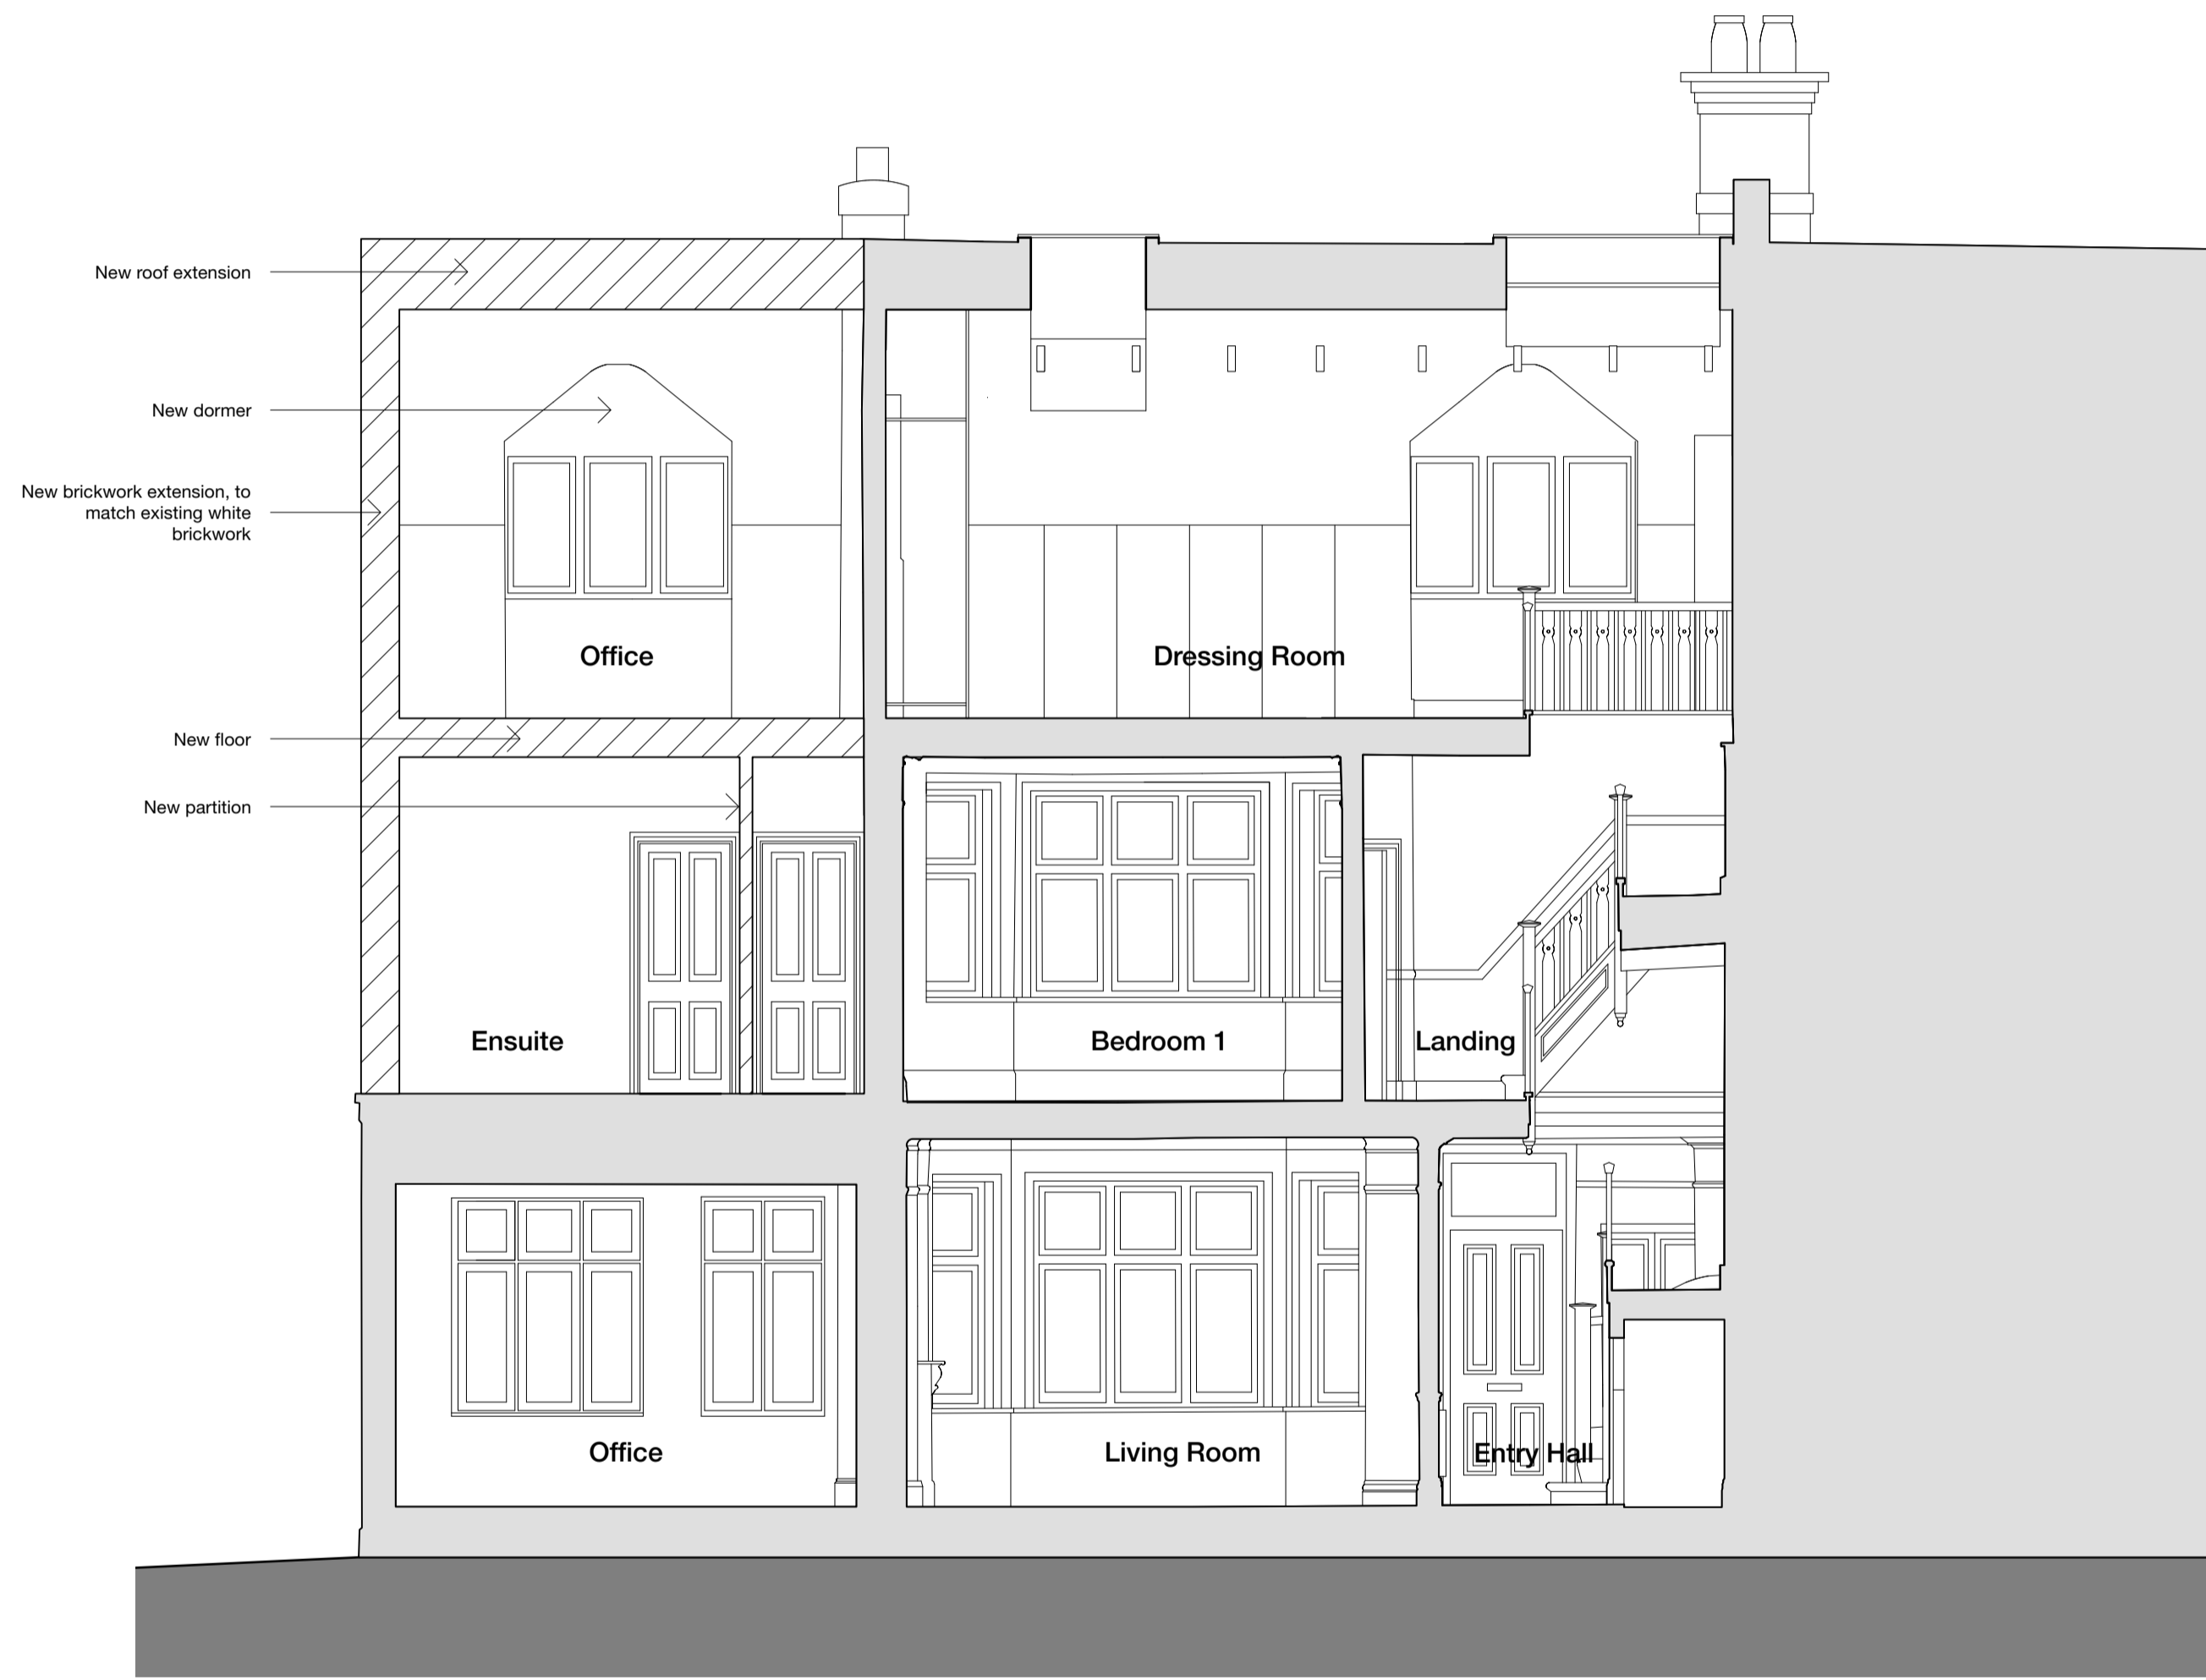 New roof extension
New dormer
New brickwork extension, to
match existing white
brickwork
Office
Dressing Room
New floor
New partition
Ensuite
Bedroom 1
Landing
Office
Living Room
Entry Hall